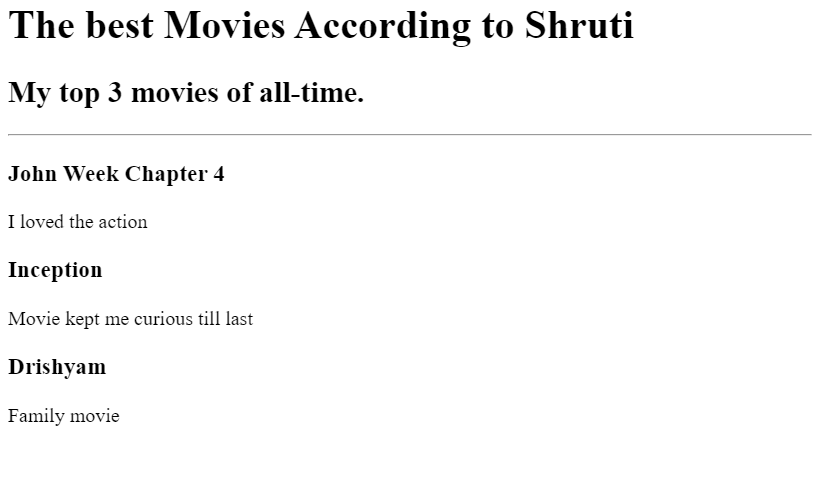 The best Movies According to Shruti
My top 3 movies of all-time.
John Week Chapter 4
I loved the action
Inception
Movie kept me curious till last
Drishyam
Family movie